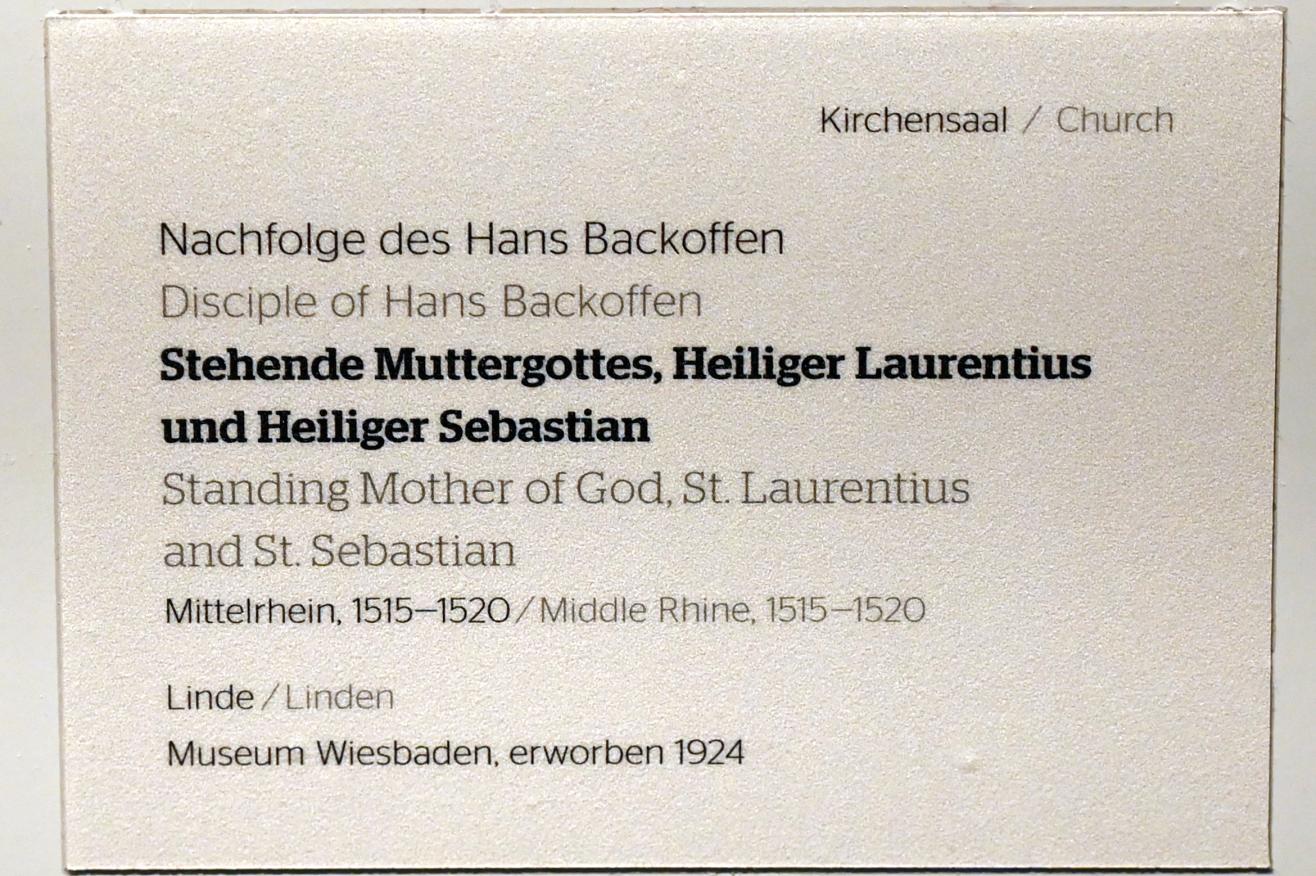 Kirchensaal / Church
Nachfolge des Hans Backoffen
Disciple of Hans Backoffen
Stehende Muttergottes, Heiliger Laurentius
und Heiliger Sebastian
Standing Mother of God, St. Laurentius
and St. Sebastian
Mittelrhein, 1515–1520 / Middle Rhine, 1515–1520
Linde / Linden
Museum Wiesbaden, erworben 1924